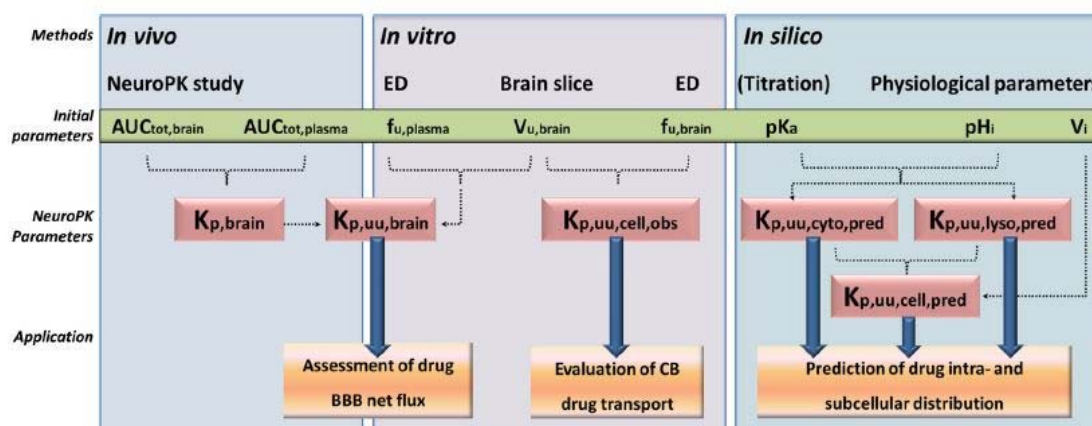 Methods In vivo In vitro In silico
NeuroPK study ED Brain slice ED (Titration) Physiological parameters
Initial parameters
AUCtot,brain AUCtot,plasma fu,plasma Vu,brain fu,brain pKa pHi Vi
NeuroPK Parameters
Kp,brain Kp,uu,brain Kp,uu,cell,obs Kp,uu,cyto,pred Kp,uu,lyso,pred
Kp,uu,cell,pred
Application
Assessment of drug
BBB net flux
Evaluation of CB
drug transport
Prediction of drug intra- and
subcellular distribution